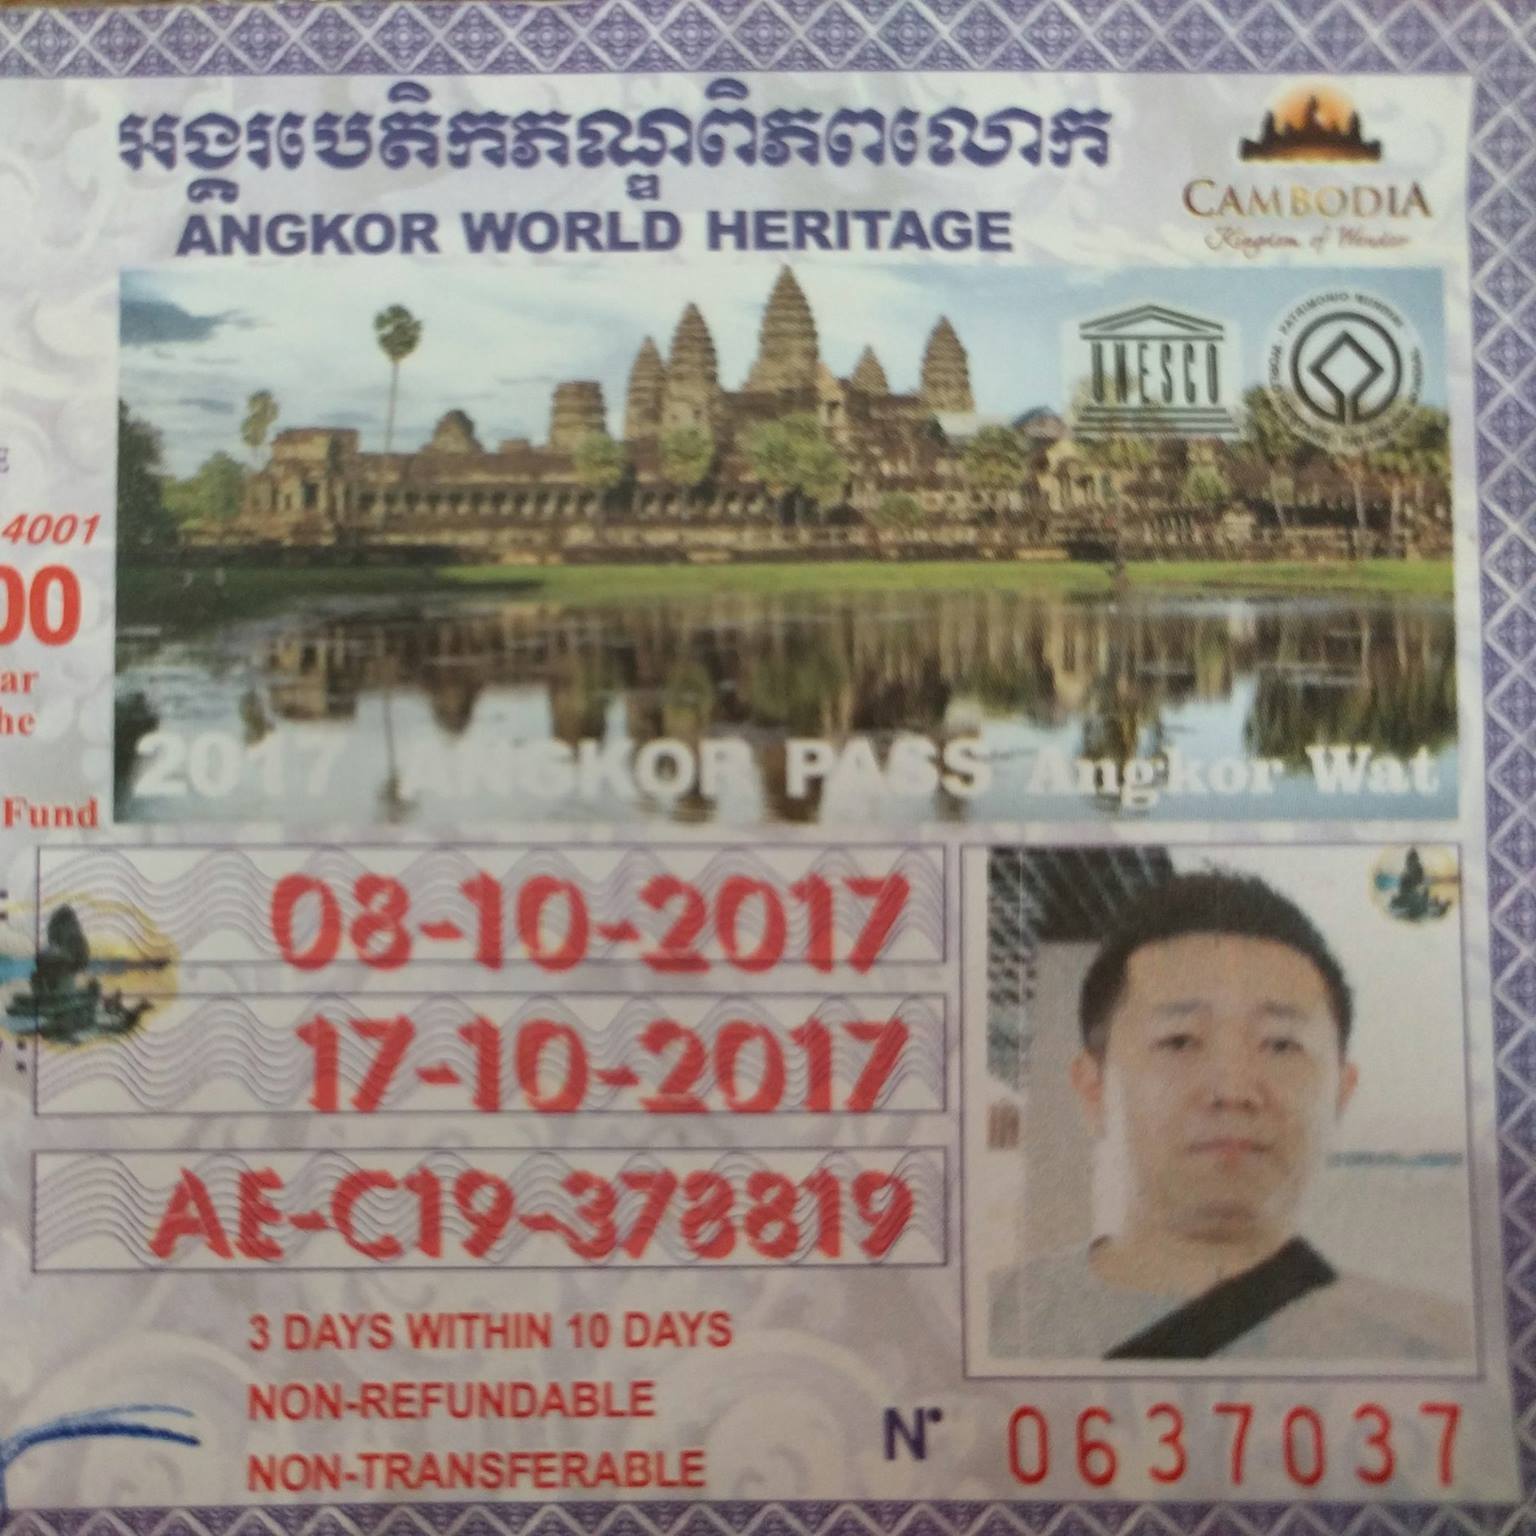 អង្គរបេតិកភណ្ឌពិភពលោក
ANGKOR WORLD HERITAGE
CAMBODIA
Kingdom of Wonder
UNESCO
PATRIMONIO MUNDIAL
E
4001
00
ar
he
Fund
2017 ANGKOR PASS Angkor Wat
08-10-2017
17-10-2017
AE-C19-378819
3 DAYS WITHIN 10 DAYS
NON-REFUNDABLE
NON-TRANSFERABLE
N° 0637037